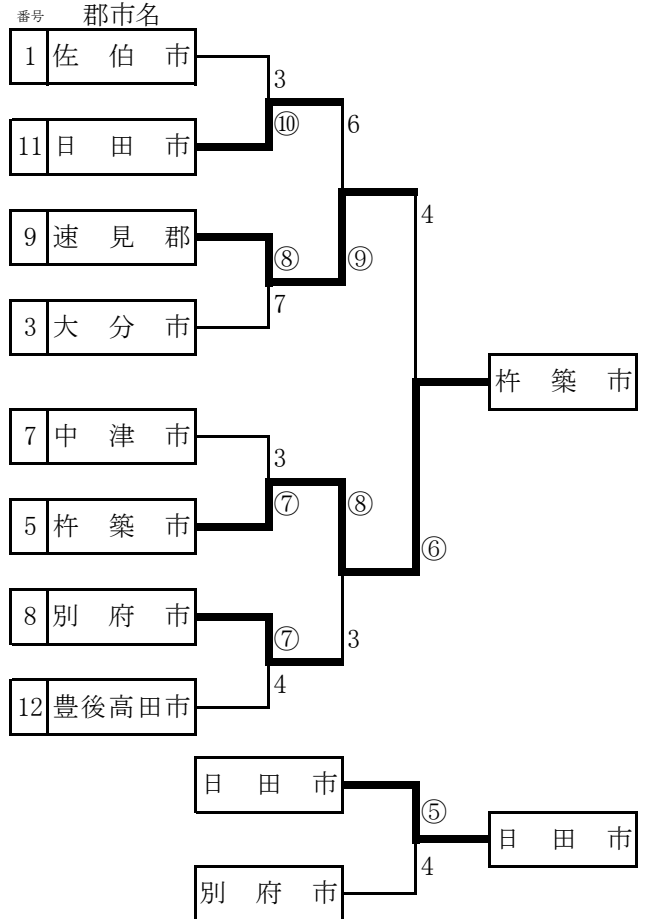 番号 郡市名
1 佐伯市
3
⑩
6
11 日田市
4
9 速見郡
⑧
⑨
7
3 大分市
杵築市
7 中津市
3
⑦
⑧
5 杵築市
⑥
8 別府市
⑦
3
4
12 豊後高田市
日田市
⑤
日田市
4
別府市